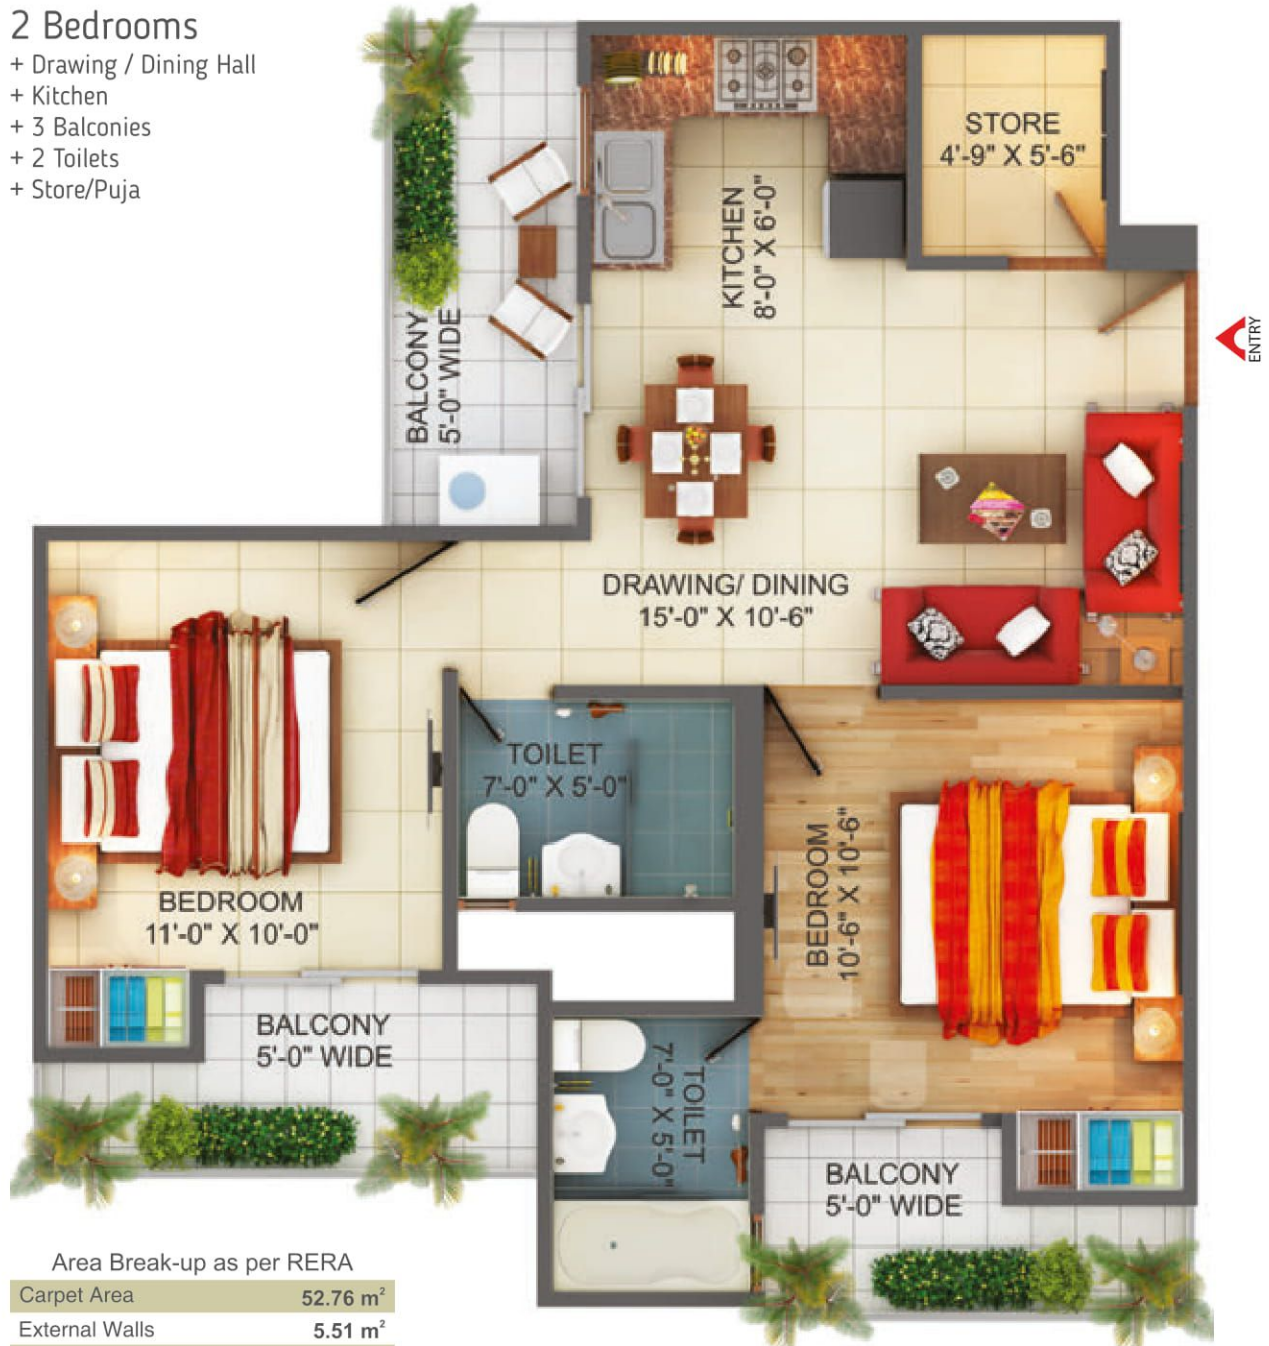 2 Bedrooms
+ Drawing / Dining Hall
+ Kitchen
+ 3 Balconies
+ 2 Toilets
+ Store/Puja
STORE
4'-9" X 5'-6"
KITCHEN
8'-0" X 6'-0"
BALCONY
5'-0" WIDE
ENTRY
DRAWING/ DINING
15'-0" X 10'-6"
TOILET
7'-0" X 5'-0"
BEDROOM
11'-0" X 10'-0"
BEDROOM
10'-6" X 10'-6"
BALCONY
5'-0" WIDE
TOILET
7'-0" X 5'-0"
BALCONY
5'-0" WIDE
Area Break-up as per RERA
Carpet Area 52.76 m²
External Walls 5.51 m²